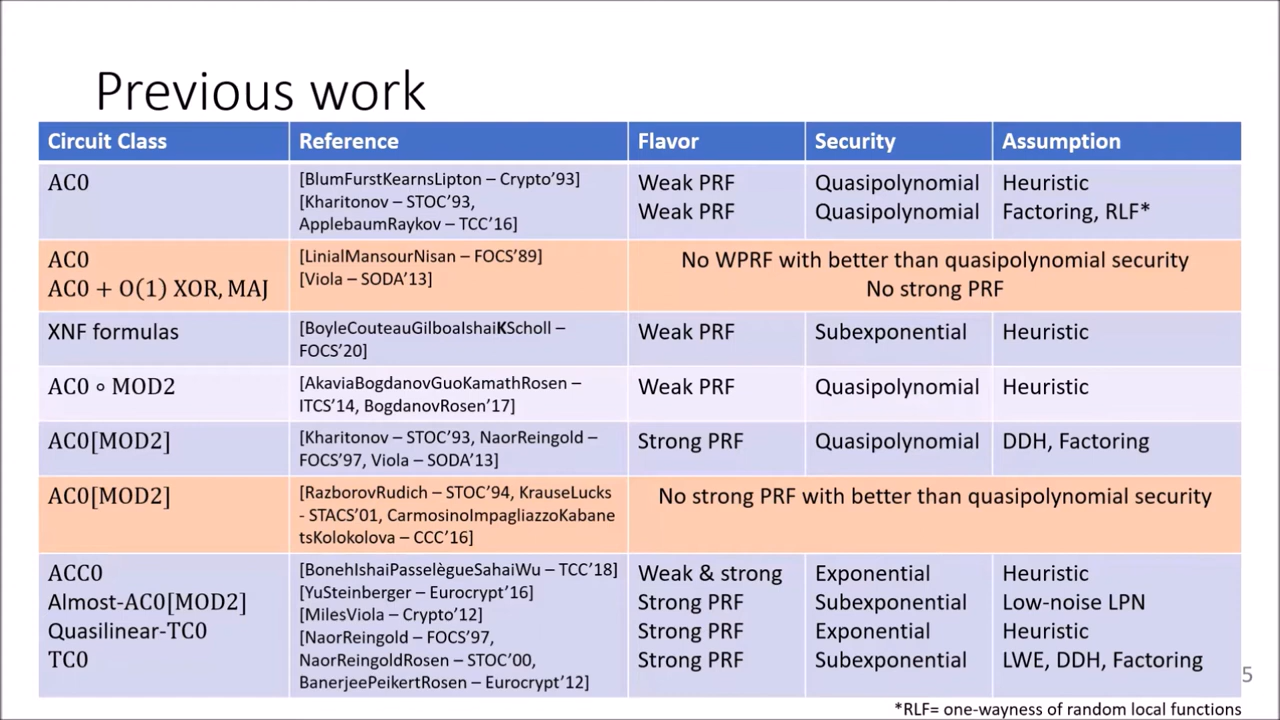 Previous work
Circuit Class
Reference
Flavor
Security
Assumption
AC0
[BlumFurstKearnsLipton – Crypto'93]
[Kharitonov – STOC'93,
ApplebaumRaykov – TCC'16]
Weak PRF
Weak PRF
Quasipolynomial
Quasipolynomial
Heuristic
Factoring, RLF*
AC0
AC0 + O(1) XOR, MAJ
[LinialMansourNisan – FOCS'89]
[Viola – SODA'13]
No WPRF with better than quasipolynomial security
No strong PRF
XNF formulas
[BoyleCouteauGilboaIshaiKScholl –
FOCS'20]
Weak PRF
Subexponential
Heuristic
AC0 ∘ MOD2
[AkaviaBogdanovGuoKamathRosen –
ITCS'14, BogdanovRosen'17]
Weak PRF
Quasipolynomial
Heuristic
AC0[MOD2]
[Kharitonov – STOC'93, NaorReingold –
FOCS'97, Viola – SODA'13]
Strong PRF
Quasipolynomial
DDH, Factoring
AC0[MOD2]
[RazborovRudich – STOC'94, KrauseLucks
- STACS'01, CarmosinoImpagliazzoKabane
tsKolokolova – CCC'16]
No strong PRF with better than quasipolynomial security
ACC0
Almost-AC0[MOD2]
Quasilinear-TC0
TC0
[BonehIshaiPasselègueSahaiWu – TCC'18]
[YuSteinberger – Eurocrypt'16]
[MilesViola – Crypto'12]
[NaorReingold – FOCS'97,
NaorReingoldRosen – STOC'00,
BanerjeePeikertRosen – Eurocrypt'12]
Weak & strong
Strong PRF
Strong PRF
Strong PRF
Exponential
Subexponential
Exponential
Subexponential
Heuristic
Low-noise LPN
Heuristic
LWE, DDH, Factoring
5
*RLF= one-wayness of random local functions